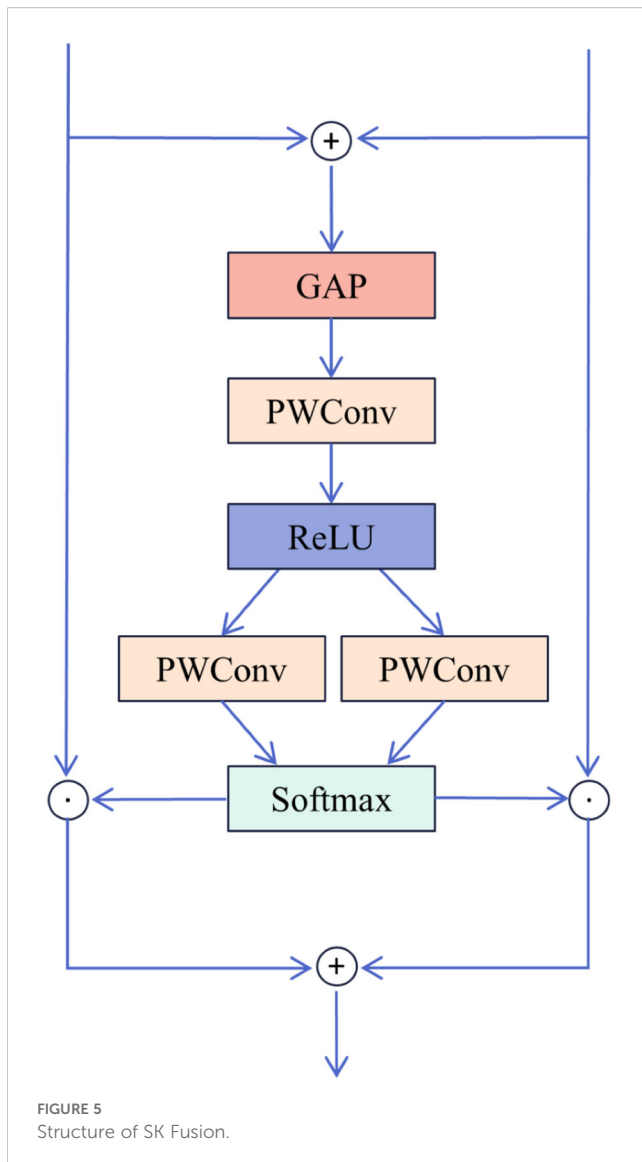 +
GAP
PWConv
ReLU
PWConv PWConv
· Softmax ·
+
FIGURE 5
Structure of SK Fusion.